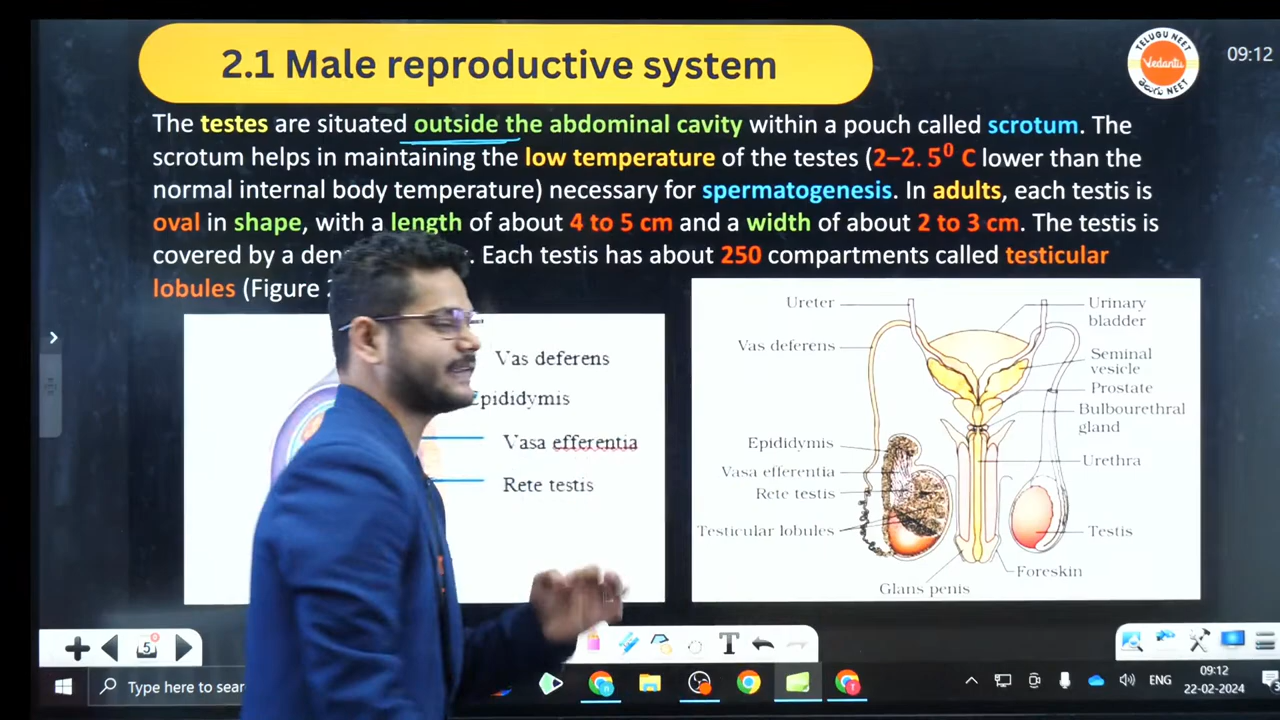 2.1 Male reproductive system
TELUGU NEET
Vedantu
తెలుగు NEET
09:12
The testes are situated outside the abdominal cavity within a pouch called scrotum. The
scrotum helps in maintaining the low temperature of the testes (2–2. 5⁰ C lower than the
normal internal body temperature) necessary for spermatogenesis. In adults, each testis is
oval in shape, with a length of about 4 to 5 cm and a width of about 2 to 3 cm. The testis is
covered by a . Each testis has about 250 compartments called testicular
lobules (Figure
Vas deferens
Epididymis
Vasa efferentia
Rete testis
Ureter
Vas deferens
Epididymis
Vasa efferentia
Rete testis
Testicular lobules
Glans penis
Urinary
bladder
Seminal
vesicle
Prostate
Bulbourethral
gland
Urethra
Testis
Foreskin
5
T
Type here to
ENG
09:12
22-02-2024